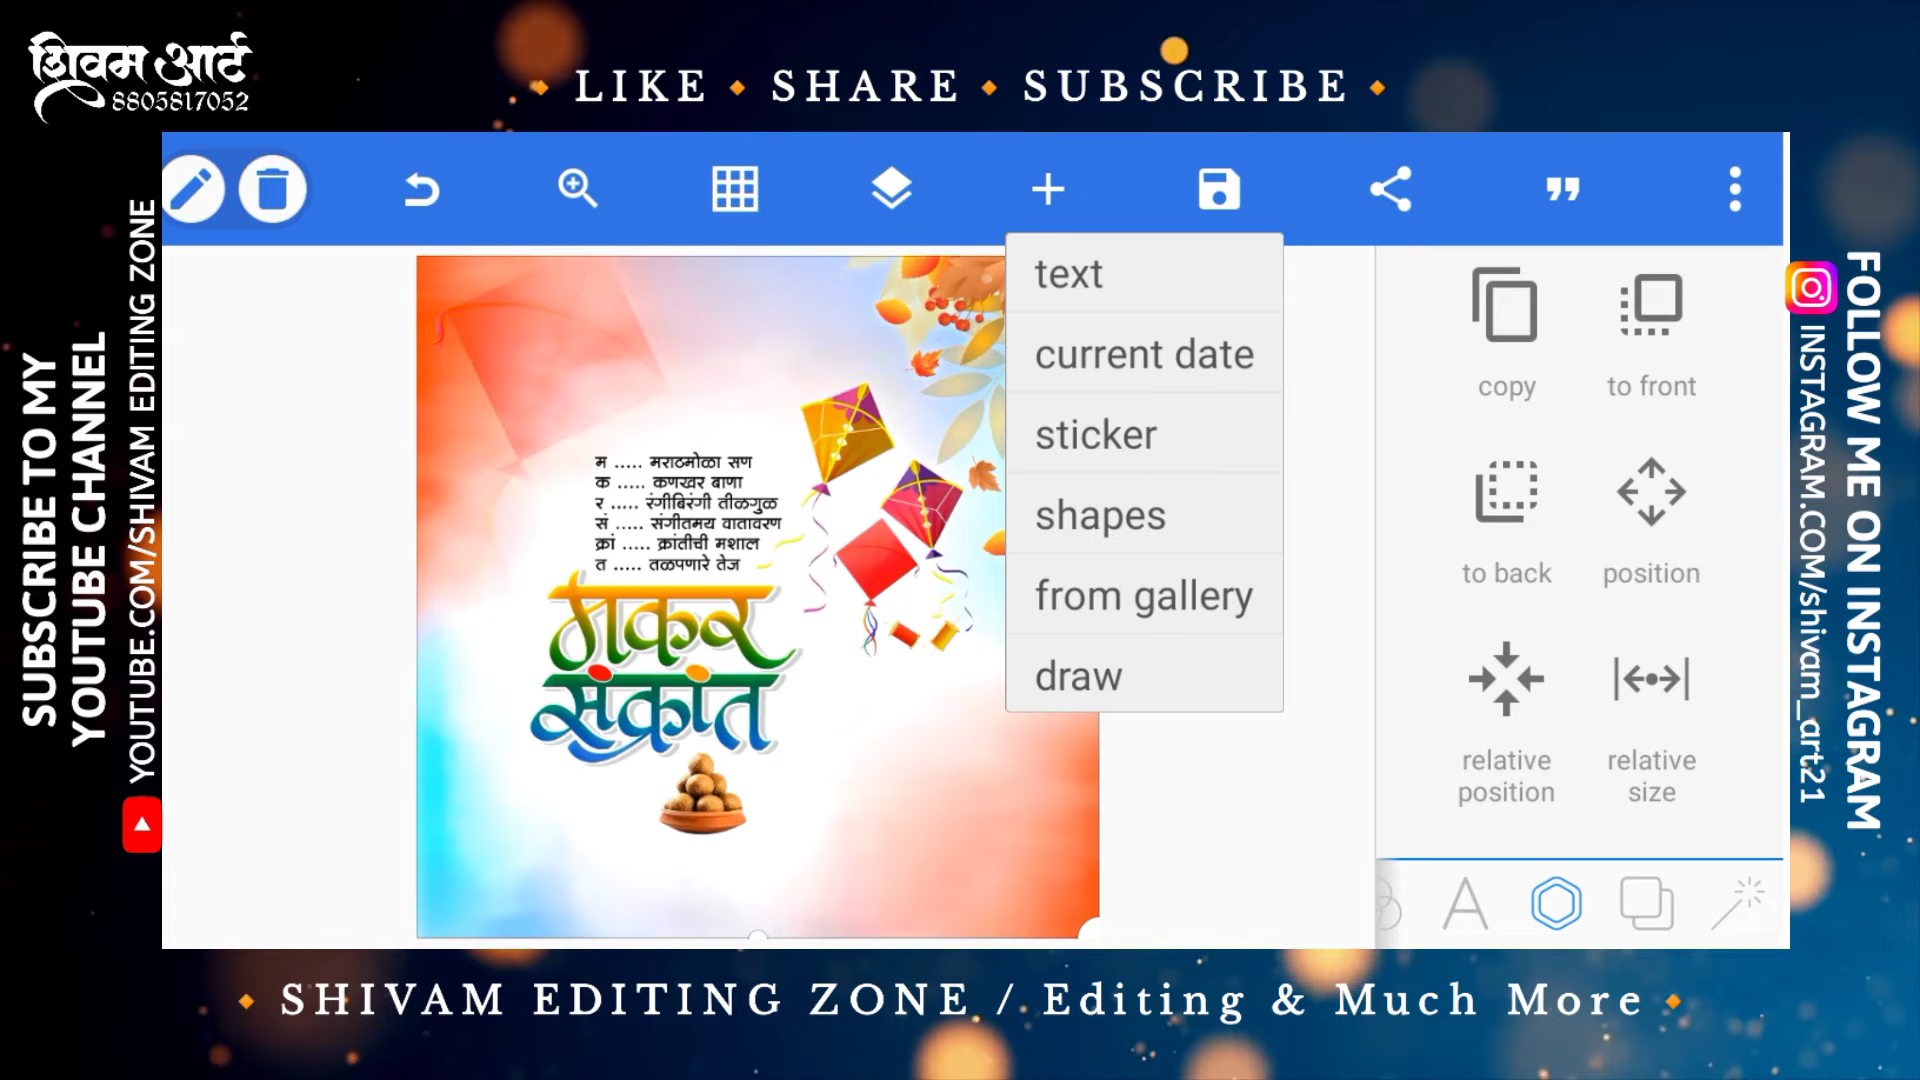 शिवम आर्ट
8805817052
LIKE SHARE SUBSCRIBE
SUBSCRIBE TO MY
YOUTUBE CHANNEL
YOUTUBE.COM/SHIVAM EDITING ZONE
text
current date
sticker
shapes
from gallery
draw
म ..... मराठमोळा सण
क ..... कणखर बाणा
र ..... रंगीबिरंगी तीळगुळ
सं ..... संगीतमय वातावरण
क्रां ..... क्रांतीची मशाल
त ..... तळपणारे तेज
मकर
संक्रांत
copy
to front
to back
position
relative
position
relative
size
FOLLOW ME ON INSTAGRAM
INSTAGRAM.COM/shivam_art21
SHIVAM EDITING ZONE / Editing & Much More